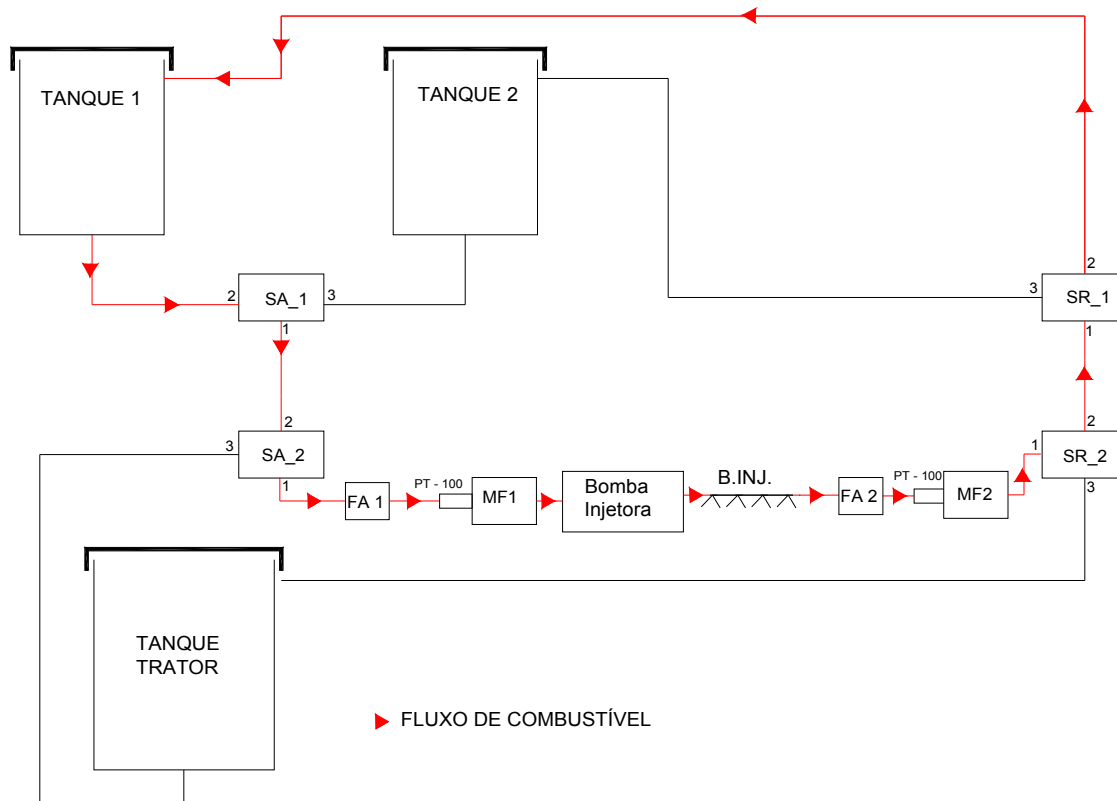 TANQUE 1
TANQUE 2
2
SA_1
3
1
2
3
SR_1
1
2
3
SA_2
1
FA 1
PT - 100
MF1
Bomba
Injetora
B.INJ.
FA 2
PT - 100
MF2
1
2
SR_2
3
TANQUE
TRATOR
FLUXO DE COMBUSTÍVEL